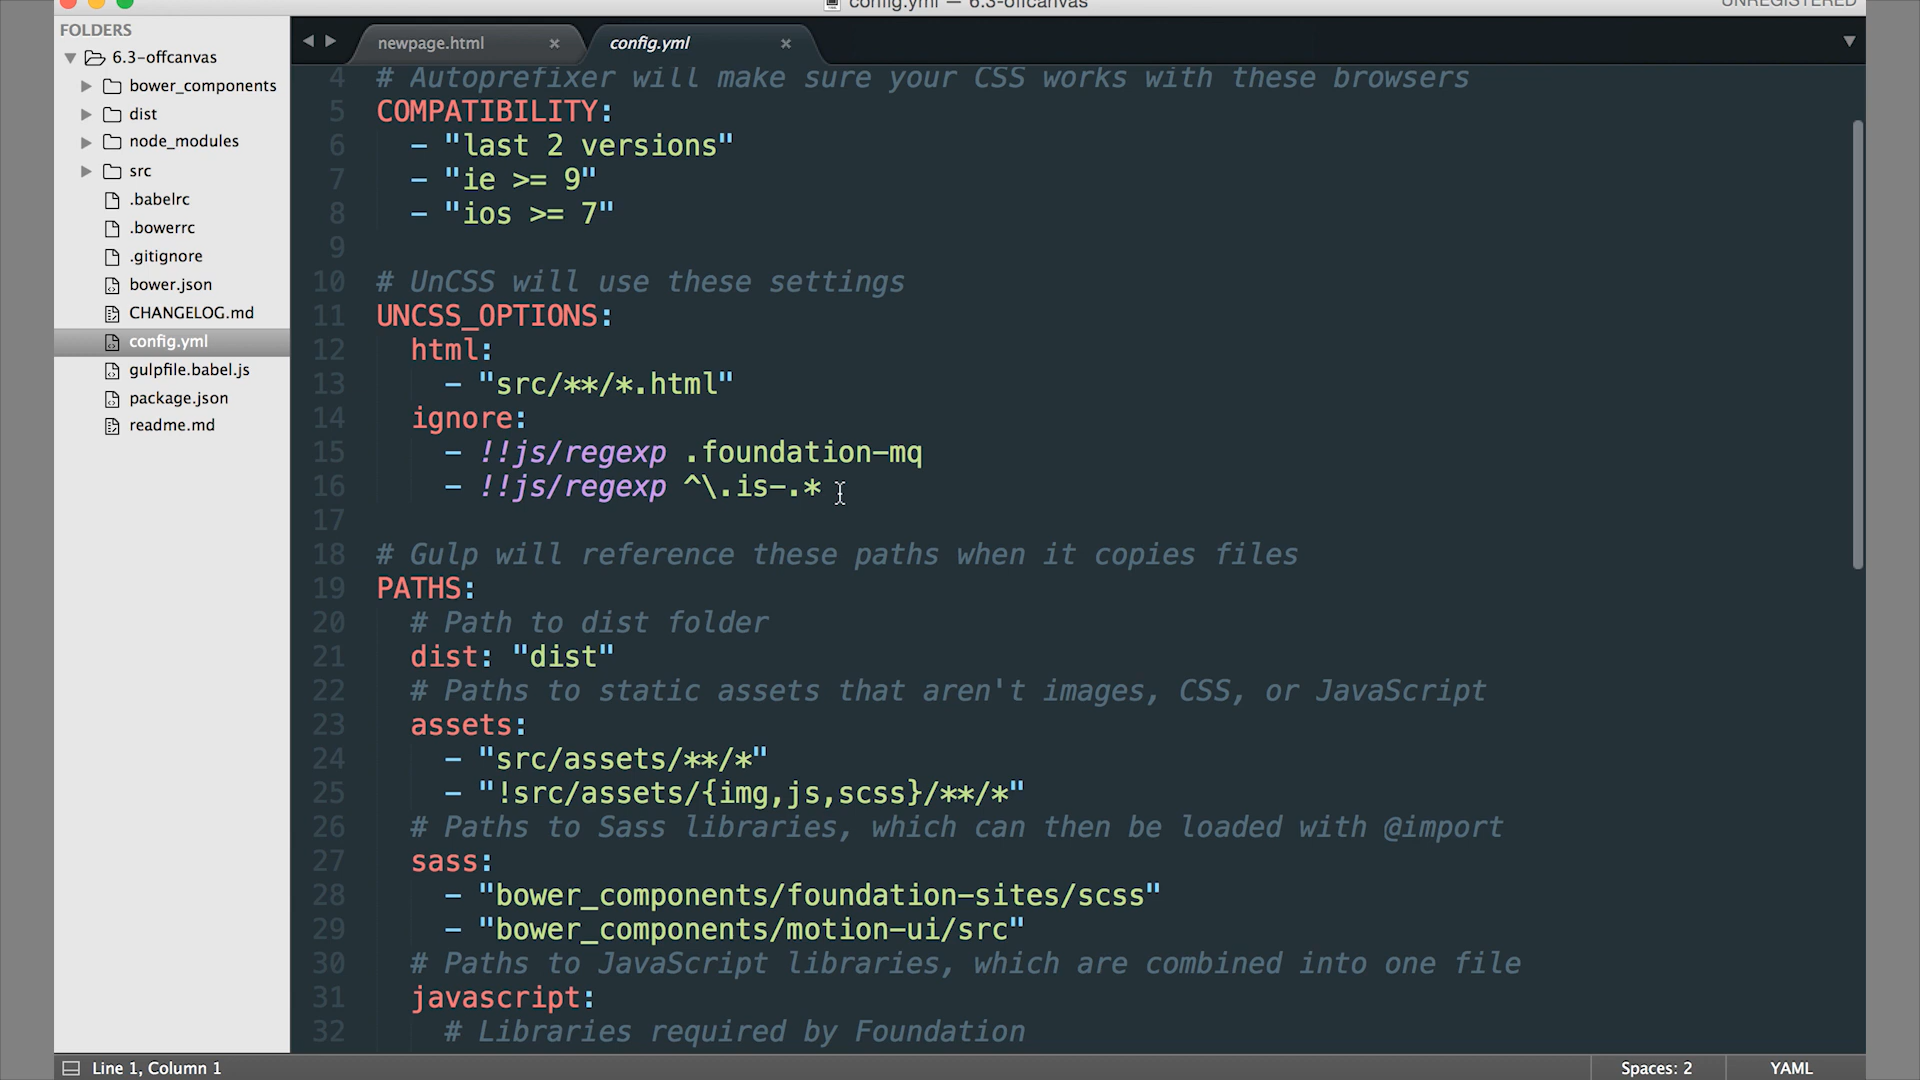 config.yml — 6.3-offcanvas
UNREGISTERED
FOLDERS
6.3-offcanvas
bower_components
dist
node_modules
src
.babelrc
.bowerrc
.gitignore
bower.json
CHANGELOG.md
config.yml
gulpfile.babel.js
package.json
readme.md
newpage.html ×
config.yml ×
4 # Autoprefixer will make sure your CSS works with these browsers
5 COMPATIBILITY:
6 - "last 2 versions"
7 - "ie >= 9"
8 - "ios >= 7"
9
10 # UnCSS will use these settings
11 UNCSS_OPTIONS:
12 html:
13 - "src/**/*.html"
14 ignore:
15 - !!js/regexp .foundation-mq
16 - !!js/regexp ^\.is-.*
17
18 # Gulp will reference these paths when it copies files
19 PATHS:
20 # Path to dist folder
21 dist: "dist"
22 # Paths to static assets that aren't images, CSS, or JavaScript
23 assets:
24 - "src/assets/**/*"
25 - "!src/assets/{img,js,scss}/**/*"
26 # Paths to Sass libraries, which can then be loaded with @import
27 sass:
28 - "bower_components/foundation-sites/scss"
29 - "bower_components/motion-ui/src"
30 # Paths to JavaScript libraries, which are combined into one file
31 javascript:
32 # Libraries required by Foundation
Line 1, Column 1
Spaces: 2
YAML